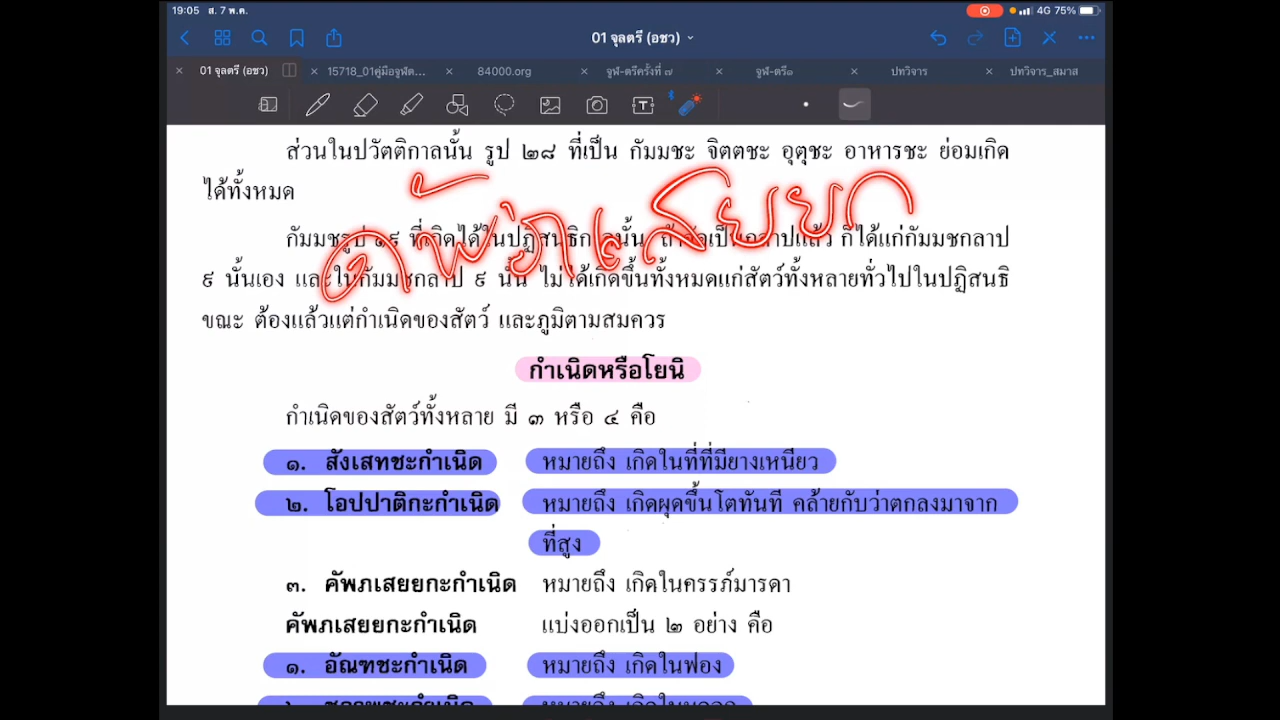 19:05 ส. 7 พ.ค.
4G 75%
01 จุลตรี (อชว)
01 จุลตรี (อชว)
15718_01คู่มือจูฬต...
84000.org
จูฬ-ตรีครั้งที่ ๗
จูฬ-ตรี๑
ปทวิจาร
ปทวิจาร_สมาส
ส่วนในปวัตติกาลนั้น รูป ๒๘ ที่เป็น กัมมชะ จิตตชะ อุตุชะ อาหารชะ ย่อมเกิด
ได้ทั้งหมด
คัพภเสยยก
กัมมชรูป ๑๙ ที่เกิดได้ในปฏิสนธิกาลนั้น ถ้าจัดเป็นกลาปแล้ว ก็ได้แก่กัมมชกลาป
๙ นั้นเอง และในกัมมชกลาป ๙ นั้น ไม่ได้เกิดขึ้นทั้งหมดแก่สัตว์ทั้งหลายทั่วไปในปฏิสนธิ
ขณะ ต้องแล้วแต่กำเนิดของสัตว์ และภูมิตามสมควร
กำเนิดหรือโยนิ
กำเนิดของสัตว์ทั้งหลาย มี ๓ หรือ ๔ คือ
๑. สังเสทชะกำเนิด หมายถึง เกิดในที่ที่มียางเหนียว
๒. โอปปาติกะกำเนิด หมายถึง เกิดผุดขึ้นโตทันที คล้ายกับว่าตกลงมาจาก
ที่สูง
๓. คัพภเสยยกะกำเนิด หมายถึง เกิดในครรภ์มารดา
คัพภเสยยกะกำเนิด แบ่งออกเป็น ๒ อย่าง คือ
๑. อัณฑชะกำเนิด หมายถึง เกิดในฟอง